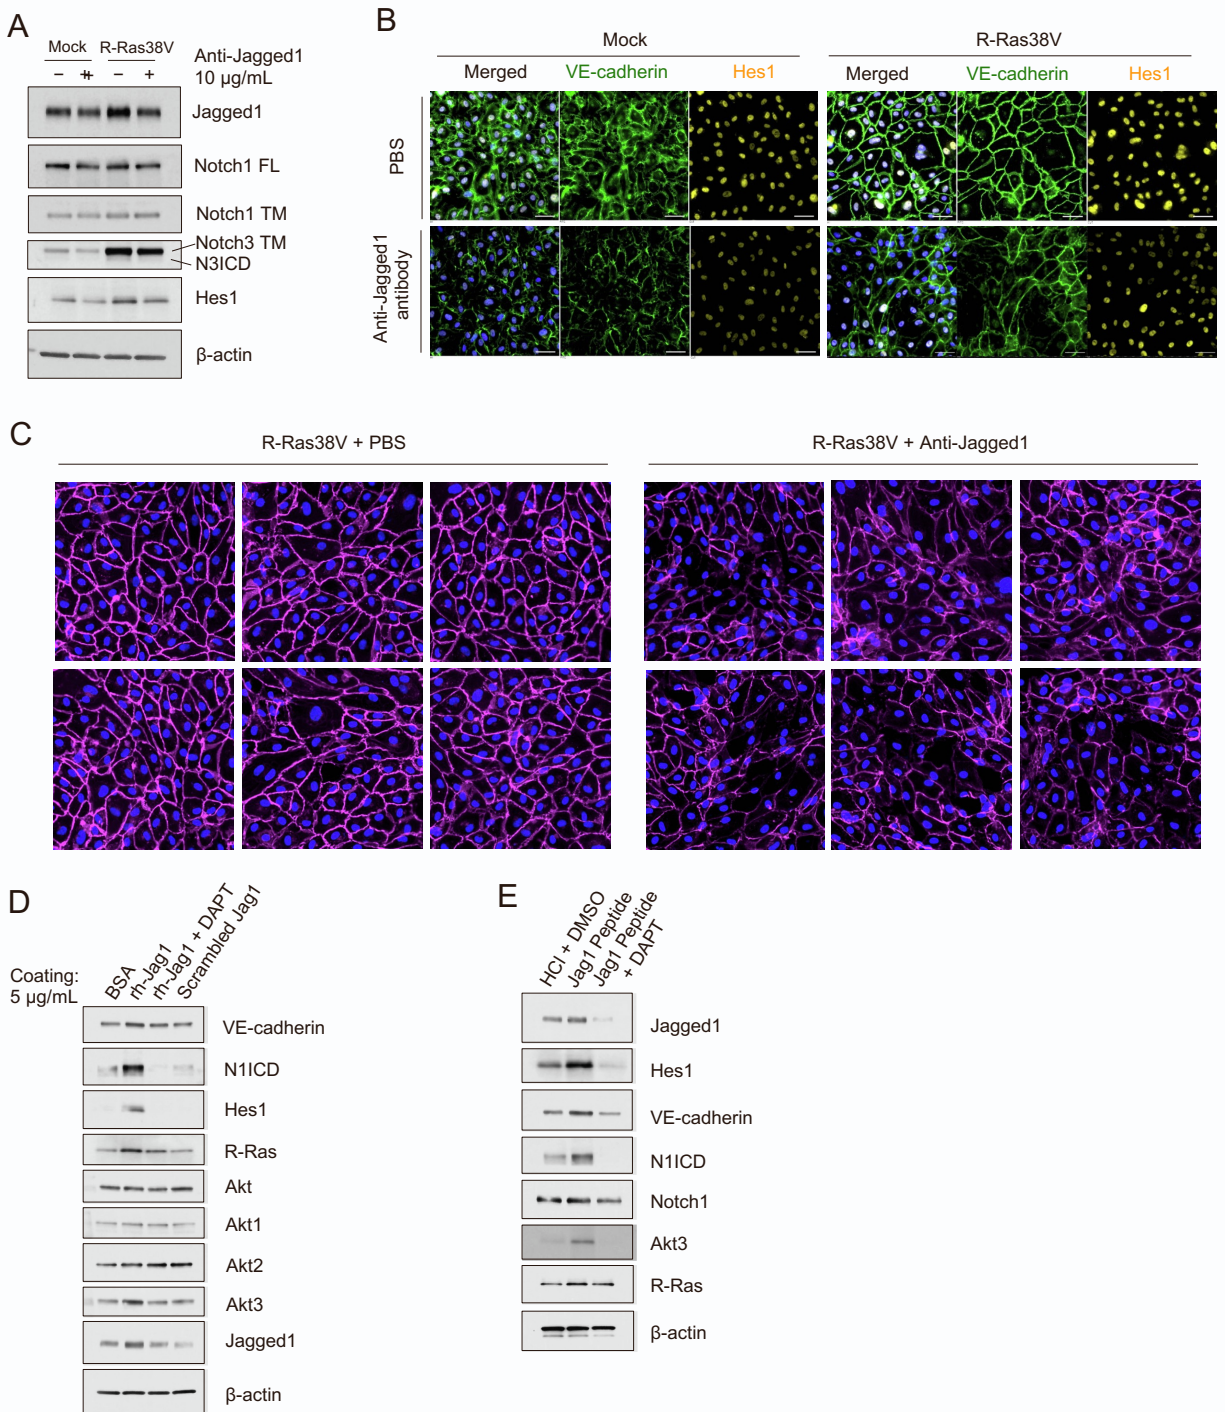 A
Mock R-Ras38V
Anti-Jagged1
– + – +
10 µg/mL
Jagged1
Notch1 FL
Notch1 TM
Notch3 TM
N3ICD
Hes1
β-actin
B
Mock
R-Ras38V
Merged VE-cadherin Hes1
Merged VE-cadherin Hes1
PBS
Anti-Jagged1
antibody
C
R-Ras38V + PBS
R-Ras38V + Anti-Jagged1
D
Coating:
5 µg/mL
BSA
rh-Jag1
rh-Jag1 + DAPT
Scrambled Jag1
VE-cadherin
N1ICD
Hes1
R-Ras
Akt
Akt1
Akt2
Akt3
Jagged1
β-actin
E
HCl + DMSO
Jag1 Peptide
Jag1 Peptide
+ DAPT
Jagged1
Hes1
VE-cadherin
N1ICD
Notch1
Akt3
R-Ras
β-actin